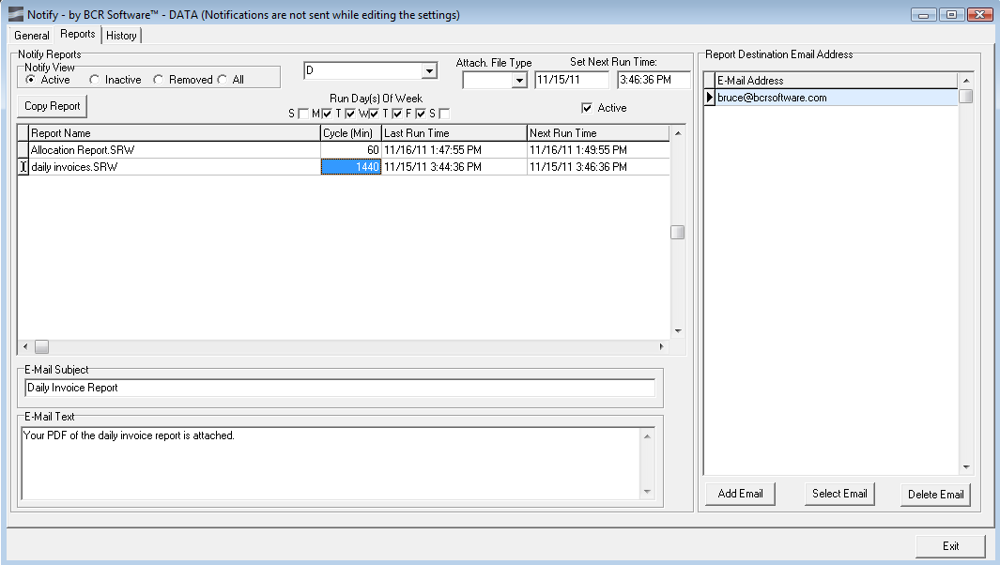 Notify - by BCR Software™ - DATA (Notifications are not sent while editing the settings)
General Reports History
Notify Reports
Notify View
Active Inactive Removed All
D
Attach. File Type
Set Next Run Time:
11/15/11 3:46:36 PM
Copy Report
Run Day(s) Of Week
S M T W T F S
Active
Report Name Cycle (Min) Last Run Time Next Run Time
Allocation Report.SRW 60 11/16/11 1:47:55 PM 11/16/11 1:49:55 PM
daily invoices.SRW 1440 11/15/11 3:44:36 PM 11/15/11 3:46:36 PM
E-Mail Subject
Daily Invoice Report
E-Mail Text
Your PDF of the daily invoice report is attached.
Report Destination Email Address
E-Mail Address
bruce@bcrsoftware.com
Add Email Select Email Delete Email
Exit